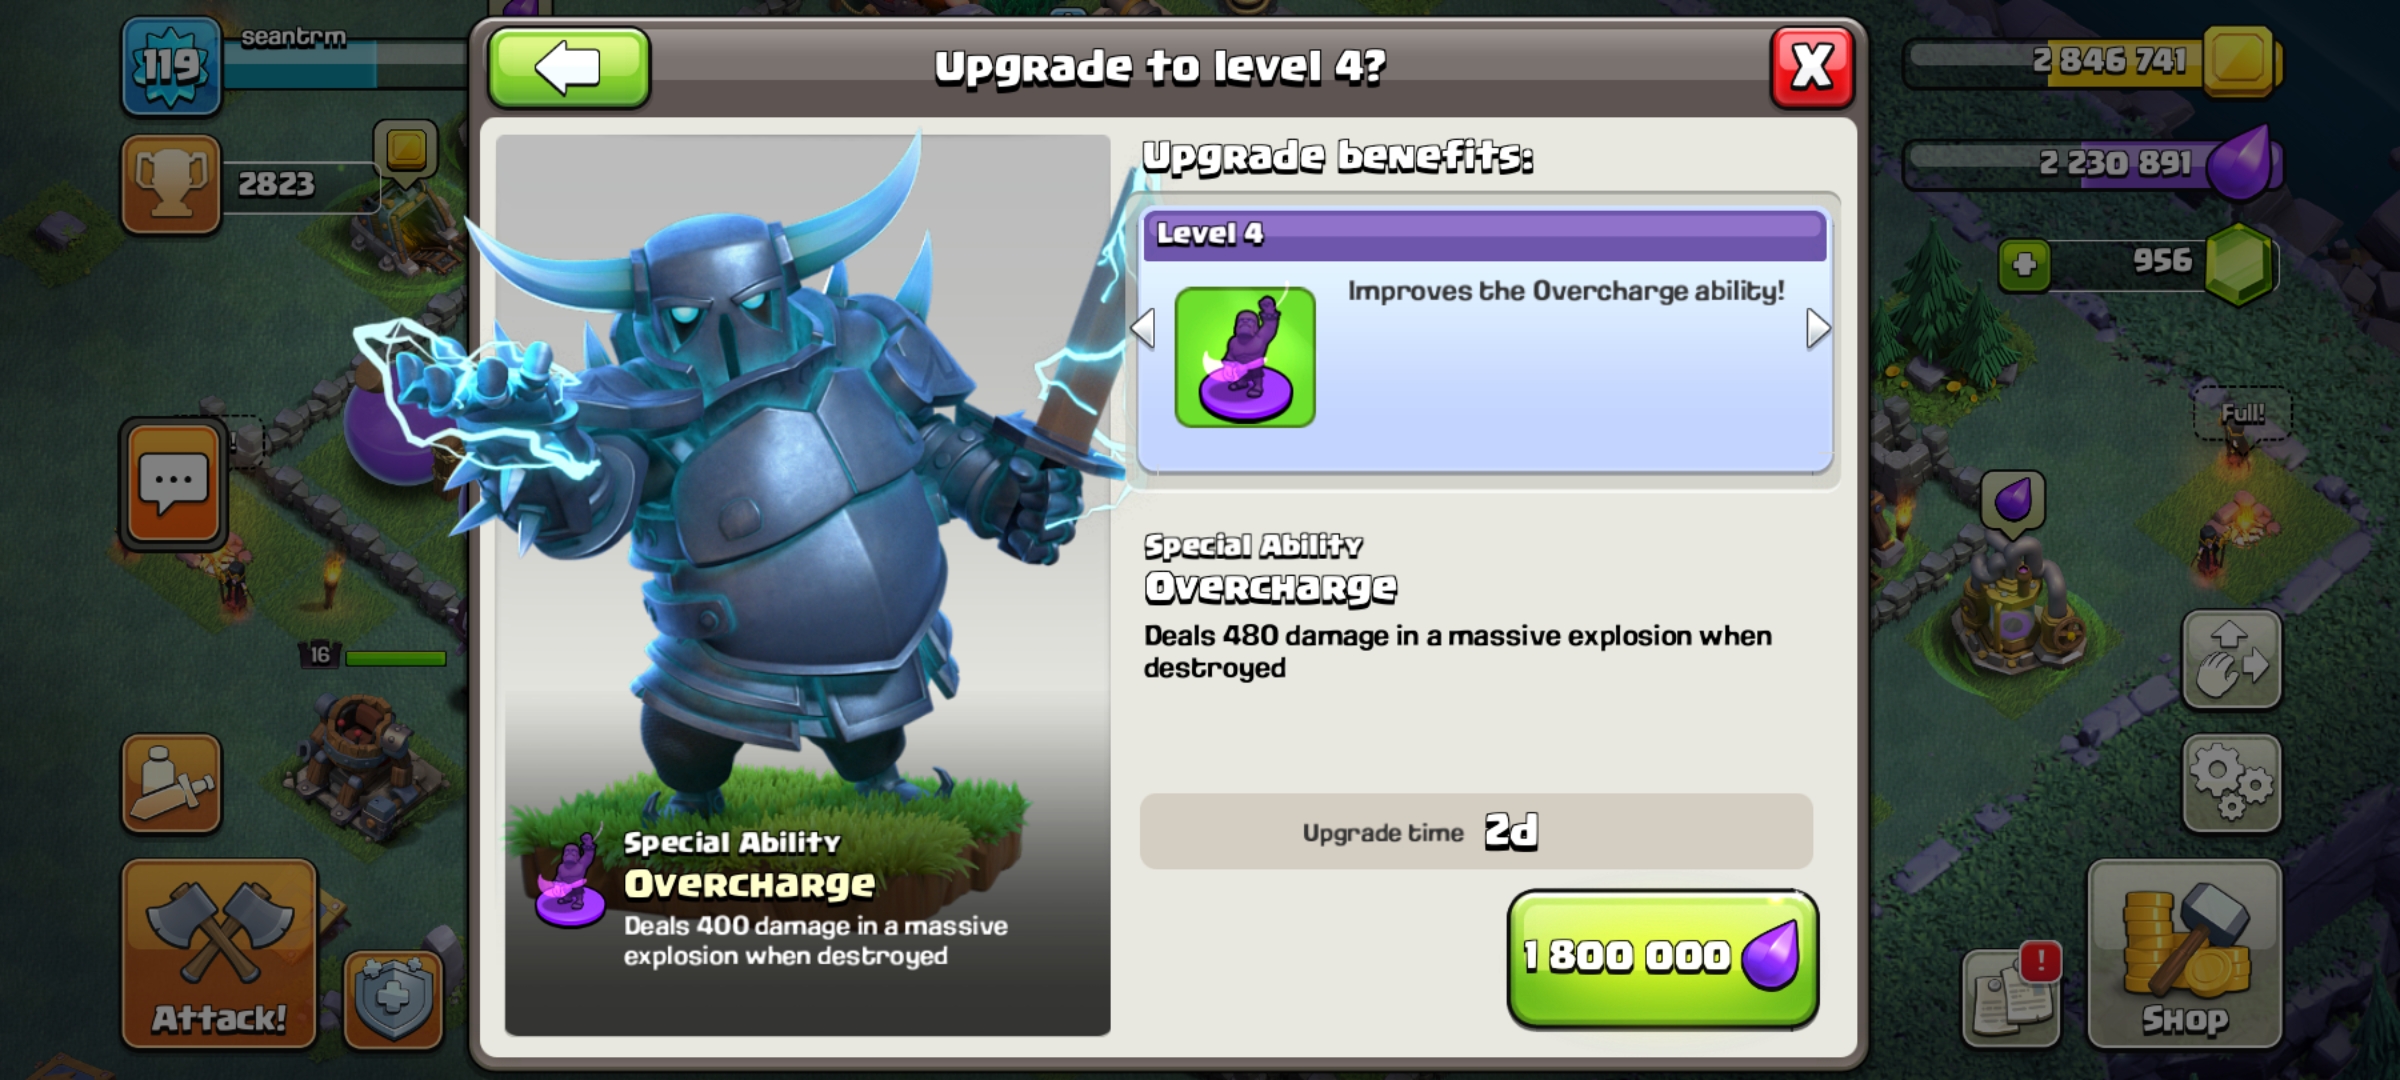 119
seantrm
2823
Upgrade to level 4?
X
2 846 741
2 230 891
956
Upgrade benefits:
Level 4
Improves the Overcharge ability!
Special Ability
Overcharge
Deals 480 damage in a massive explosion when
destroyed
Upgrade time 2d
1 800 000
Special Ability
Overcharge
Deals 400 damage in a massive
explosion when destroyed
16
Attack!
Full!
!
Shop